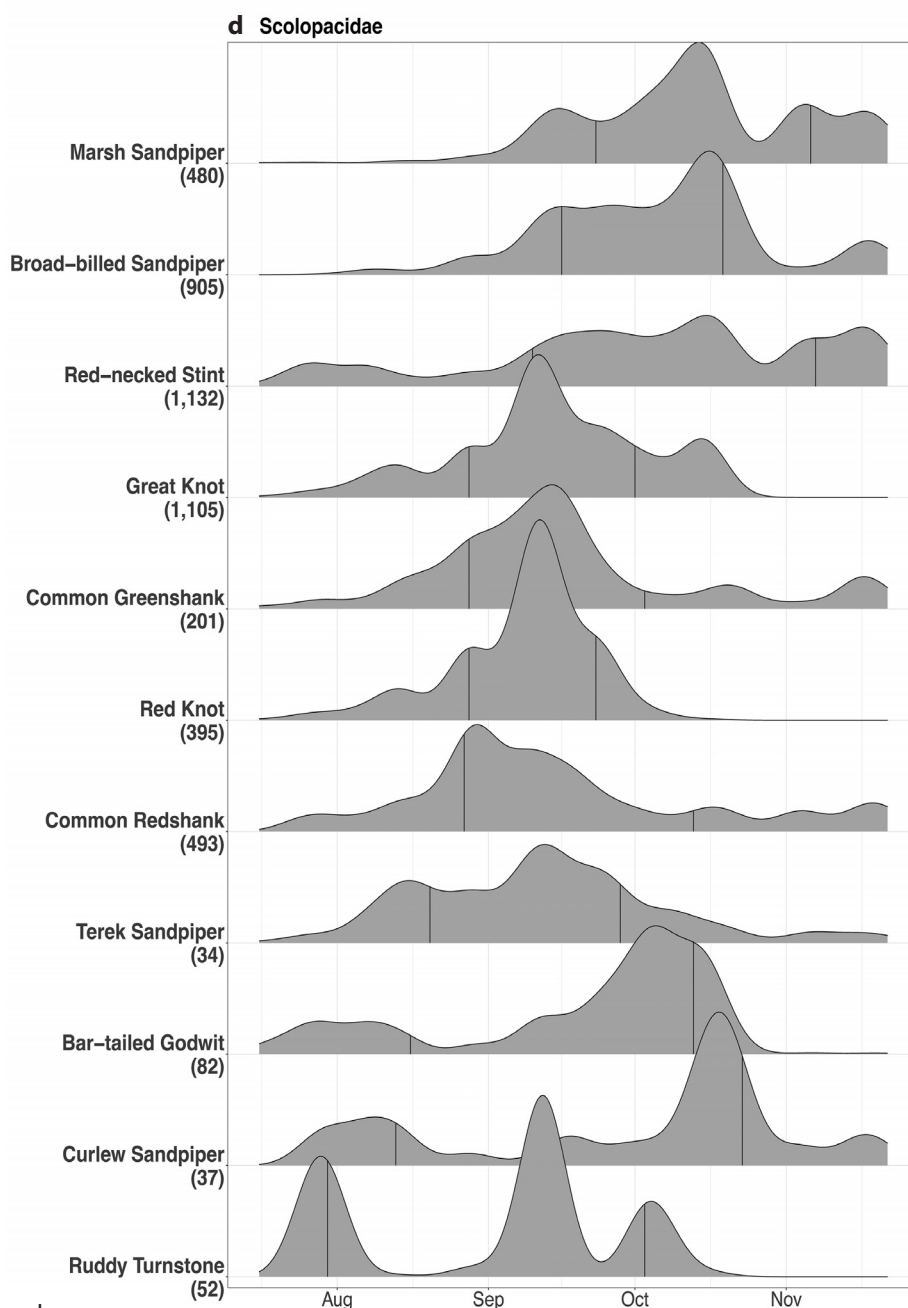 d Scolopacidae
Marsh Sandpiper
(480)
Broad−billed Sandpiper
(905)
Red−necked Stint
(1,132)
Great Knot
(1,105)
Common Greenshank
(201)
Red Knot
(395)
Common Redshank
(493)
Terek Sandpiper
(34)
Bar−tailed Godwit
(82)
Curlew Sandpiper
(37)
Ruddy Turnstone
(52)
Aug Sep Oct Nov